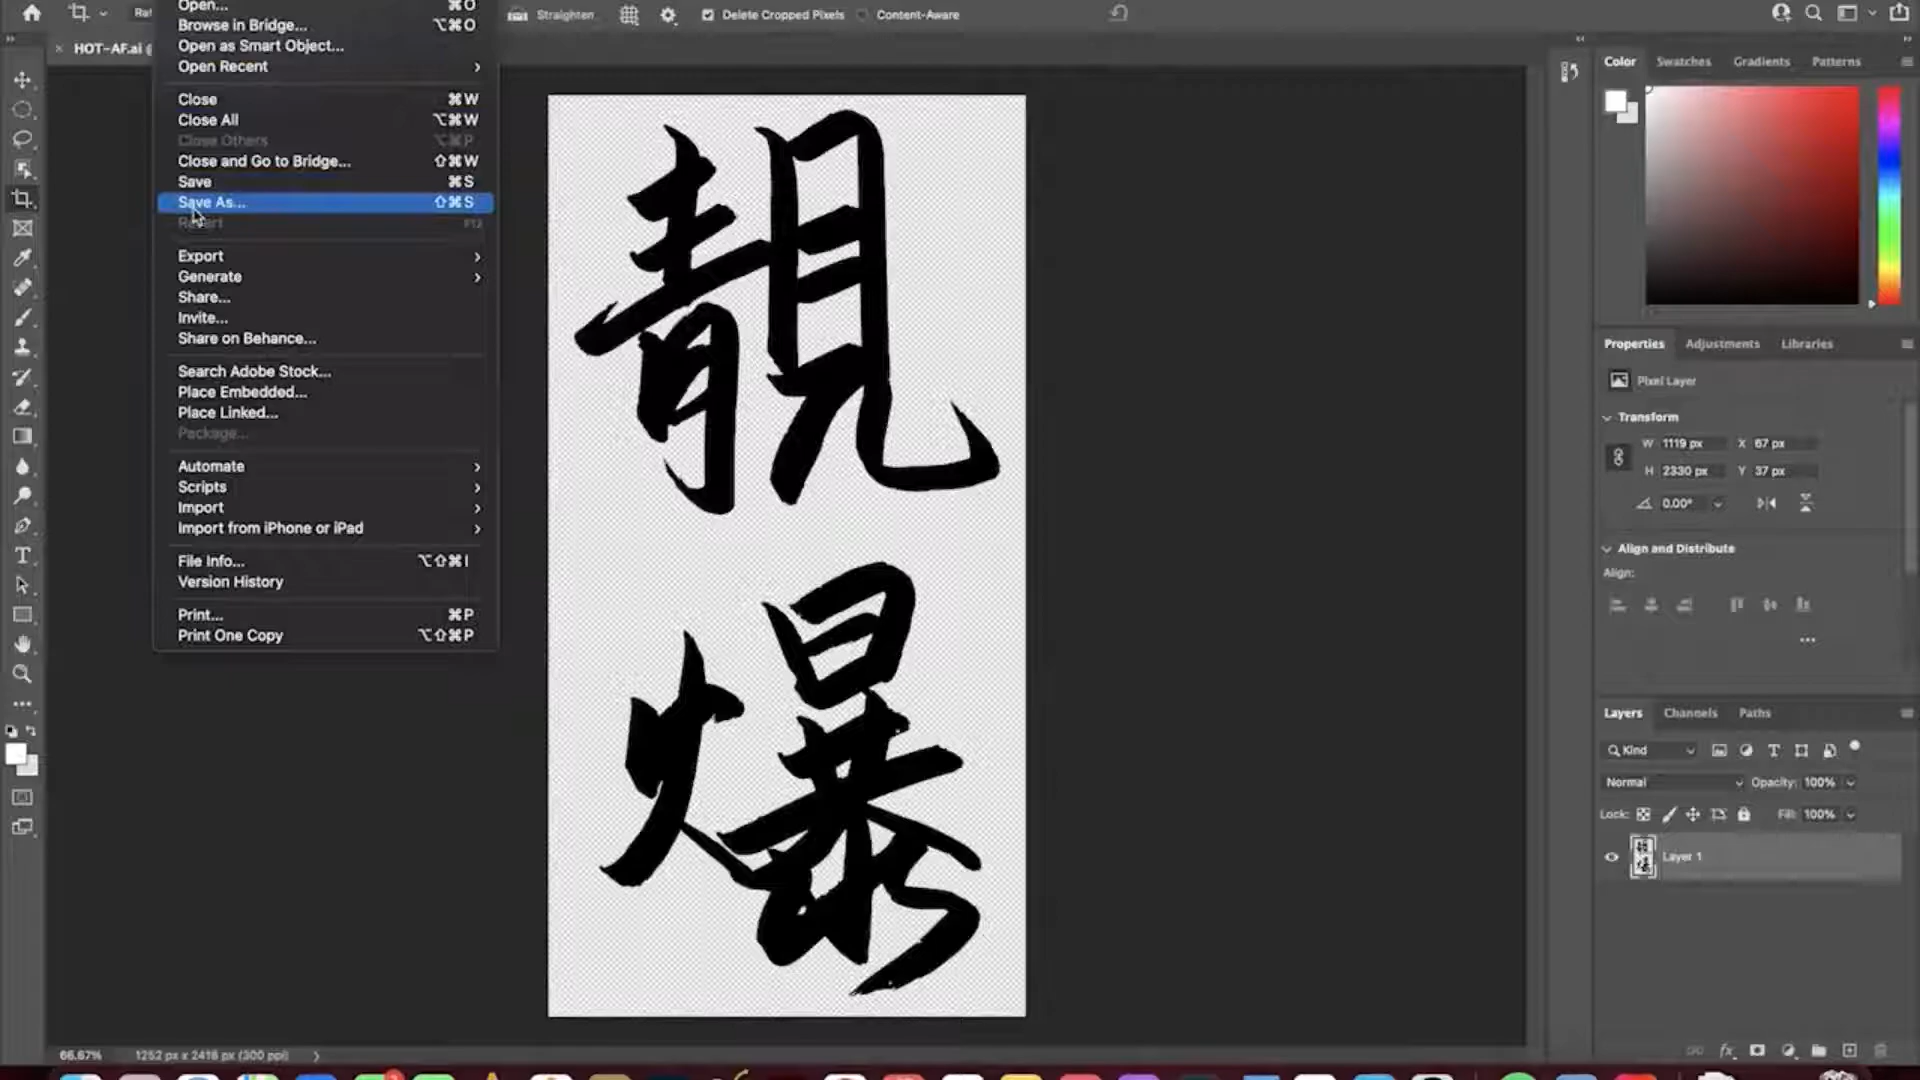 Open... ⌘O
Straighten
Delete Cropped Pixels
Content-Aware
Browse in Bridge... ⌥⌘O
HOT-AF.ai @
Open as Smart Object...
Open Recent
Close ⌘W
Close All ⌥⌘W
Close Others ⌥⌘P
Close and Go to Bridge... ⇧⌘W
Save ⌘S
Save As... ⇧⌘S
Revert F12
Export
Generate
Share...
Invite...
Share on Behance...
Search Adobe Stock...
Place Embedded...
Place Linked...
Package...
Automate
Scripts
Import
Import from iPhone or iPad
File Info... ⌥⇧⌘I
Version History
Print... ⌘P
Print One Copy ⌥⇧⌘P
靚
爆
Color Swatches Gradients Patterns
Properties Adjustments Libraries
Pixel Layer
Transform
W 1119 px X 67 px
H 2330 px Y 37 px
0.00°
Align and Distribute
Align:
Layers Channels Paths
Kind
Normal Opacity: 100%
Lock: Fill: 100%
Layer 1
66.67% 1252 px x 2416 px (300 ppi)